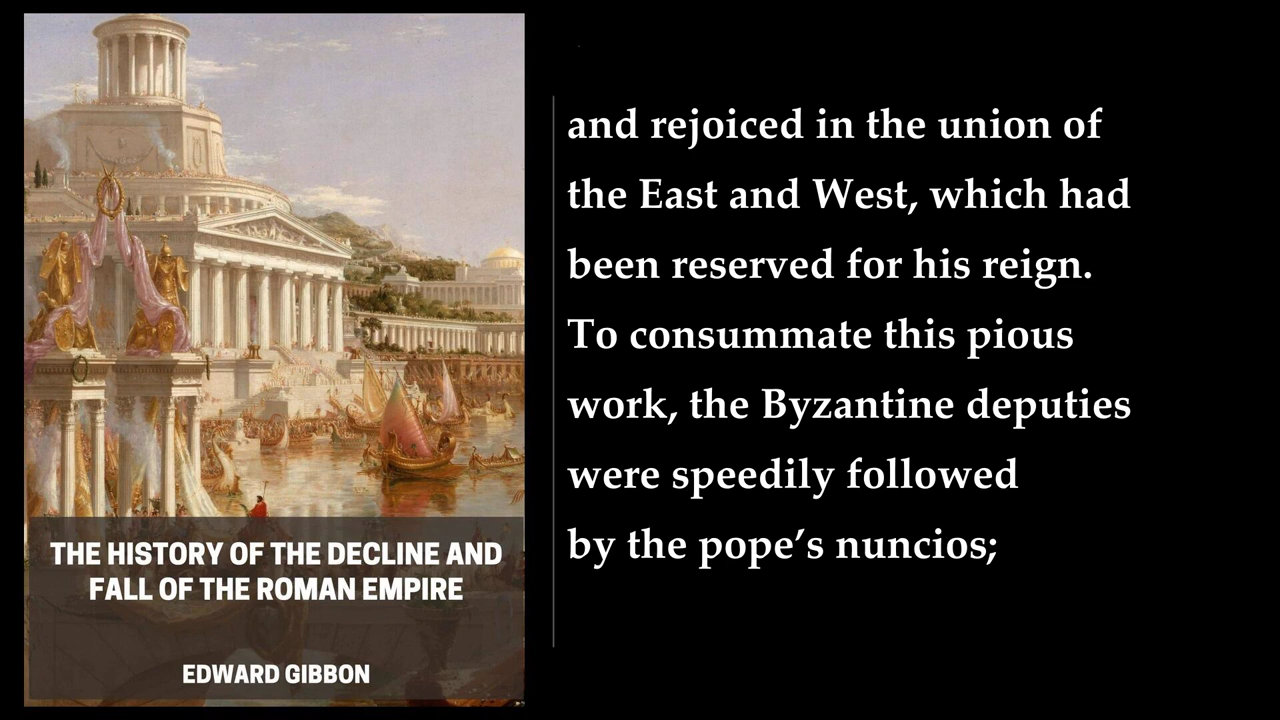 THE HISTORY OF THE DECLINE AND
FALL OF THE ROMAN EMPIRE
EDWARD GIBBON
and rejoiced in the union of
the East and West, which had
been reserved for his reign.
To consummate this pious
work, the Byzantine deputies
were speedily followed
by the pope’s nuncios;